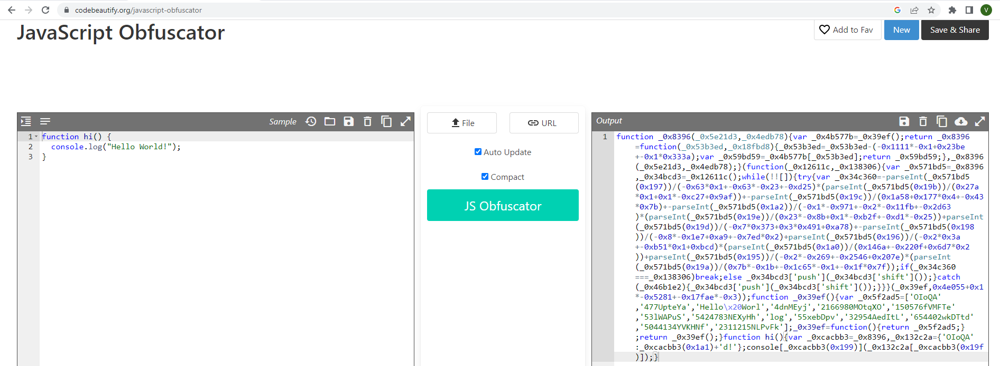 codebeautify.org/javascript-obfuscator
V
JavaScript Obfuscator
Add to Fav
New
Save & Share
Sample
1 function hi() {
2 console.log("Hello World!");
3 }
File
URL
Auto Update
Compact
JS Obfuscator
Output
1 function _0x8396(_0x5e21d3,_0x4edb78){var _0x4b577b=_0x39ef();return _0x8396
=function(_0x53b3ed,_0x18fbd8){_0x53b3ed=_0x53b3ed-(-0x1111*-0x1+0x23be
+-0x1*0x333a);var _0x59bd59=_0x4b577b[_0x53b3ed];return _0x59bd59;},_0x8396
(_0x5e21d3,_0x4edb78);}(function(_0x12611c,_0x138306){var _0x571bd5=_0x8396
,_0x34bcd3=_0x12611c();while(!![]){try{var _0x34c360=-parseInt(_0x571bd5
(0x197))/(-0x63*0x1+-0x63*-0x23+-0xd25)*(parseInt(_0x571bd5(0x19b))/(0x27a
*0x1+0x1*-0xc27+0x9af))+-parseInt(_0x571bd5(0x19c))/(0x1a58+0x177*0x4+-0x43
*0x7b)+-parseInt(_0x571bd5(0x1a2))/(-0x1*-0x971+-0x2*-0x11fb+-0x2d63
)*(parseInt(_0x571bd5(0x19e))/(0x23*-0x8b+0x1*-0xb2f+-0xd1*-0x25))+parseInt
(_0x571bd5(0x19d))/(-0x7*0x373+0x3*0x491+0xa78)+-parseInt(_0x571bd5(0x198
))/(-0x8*-0x1e7+0xa9+-0x7ed*0x2)+parseInt(_0x571bd5(0x196))/(-0x2*0x3a
+-0xb51*0x1+0xbcd)*(parseInt(_0x571bd5(0x1a0))/(0x146a+-0x220f+0x6d7*0x2
))+parseInt(_0x571bd5(0x195))/(-0x2*-0x269+-0x2546+0x207e)*(parseInt
(_0x571bd5(0x19a))/(0x7b*-0x1b+-0x1c65*-0x1+-0x1f*0x7f));if(_0x34c360
===_0x138306)break;else _0x34bcd3['push'](_0x34bcd3['shift']());}catch
(_0x46b1e2){_0x34bcd3['push'](_0x34bcd3['shift']());}}}(_0x39ef,0x4e055+0x1
*-0x5281+-0x17fae*-0x3));function _0x39ef(){var _0x5f2ad5=['OIoQA'
,'477UpteYa','Hello\x20Worl','4dnMEyj','2166980MOtqXO','150576fVMFTe'
,'53lWAPuS','5424783NEXyHh','log','55xebDpv','32954AedItL','654402wkDTtd'
,'5044134YVKHNf','2311215NLPvFk'];_0x39ef=function(){return _0x5f2ad5;}
;return _0x39ef();}function hi(){var _0xcacbb3=_0x8396,_0x132c2a={'OIoQA'
:_0xcacbb3(0x1a1)+'d!'};console[_0xcacbb3(0x199)](_0x132c2a[_0xcacbb3(0x19f
)]);}